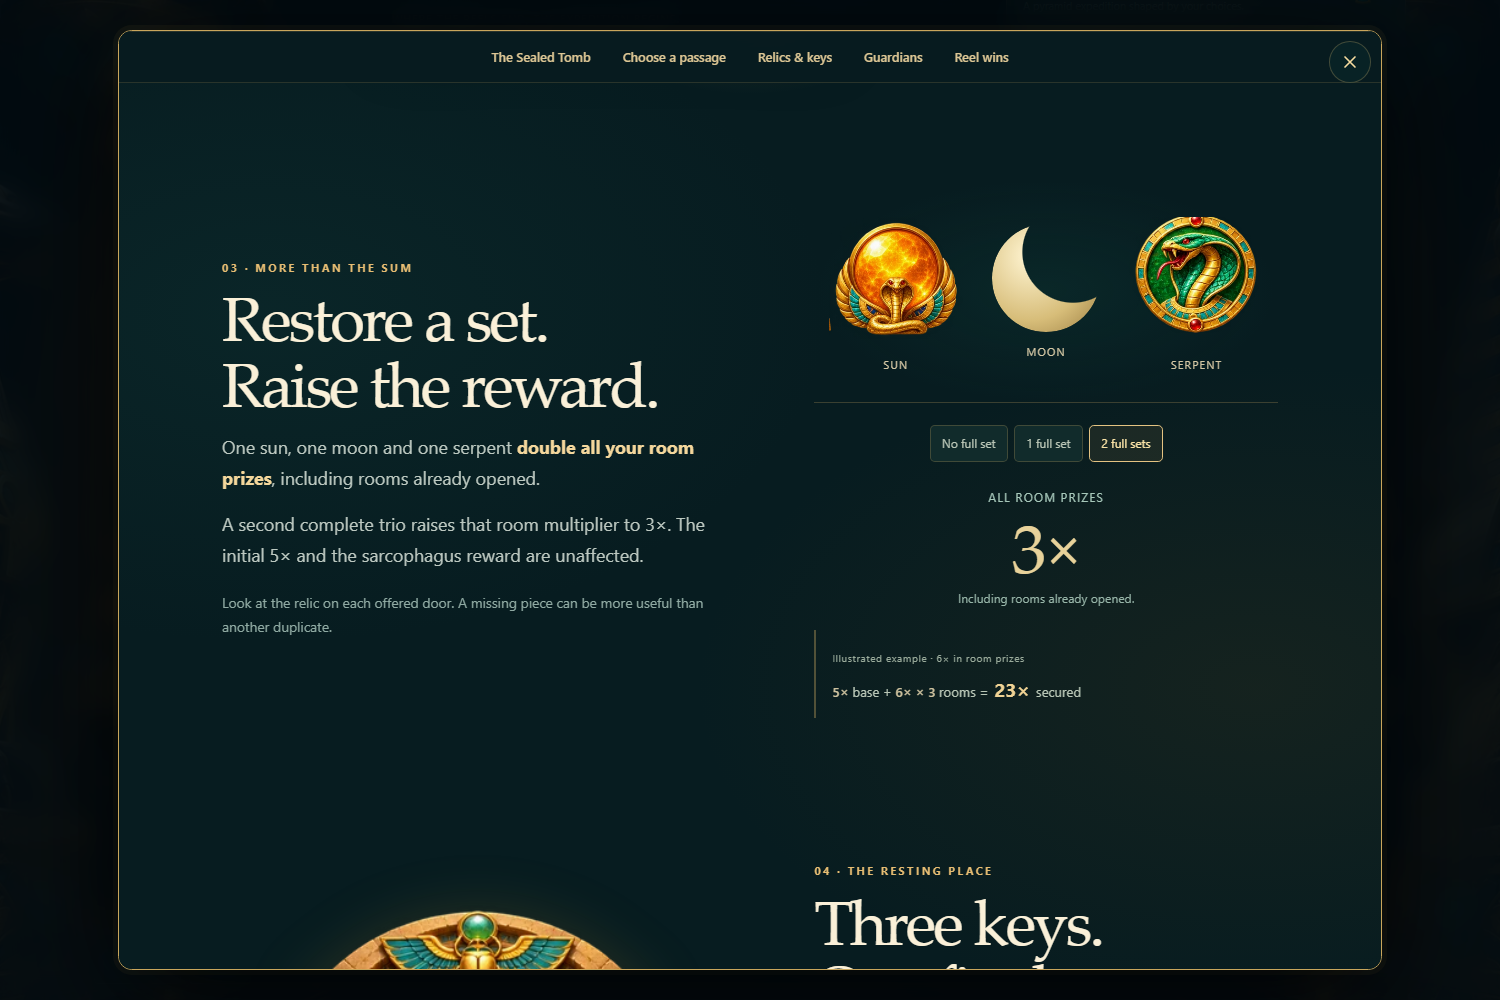 The Sealed Tomb
Choose a passage
Relics & keys
Guardians
Reel wins
03 · MORE THAN THE SUM
Restore a set.
Raise the reward.
One sun, one moon and one serpent double all your room
prizes, including rooms already opened.
A second complete trio raises that room multiplier to 3×. The
initial 5× and the sarcophagus reward are unaffected.
Look at the relic on each offered door. A missing piece can be more useful than
another duplicate.
SUN
MOON
SERPENT
No full set
1 full set
2 full sets
ALL ROOM PRIZES
3×
Including rooms already opened.
Illustrated example · 6× in room prizes
5× base + 6× × 3 rooms = 23× secured
04 · THE RESTING PLACE
Three keys.